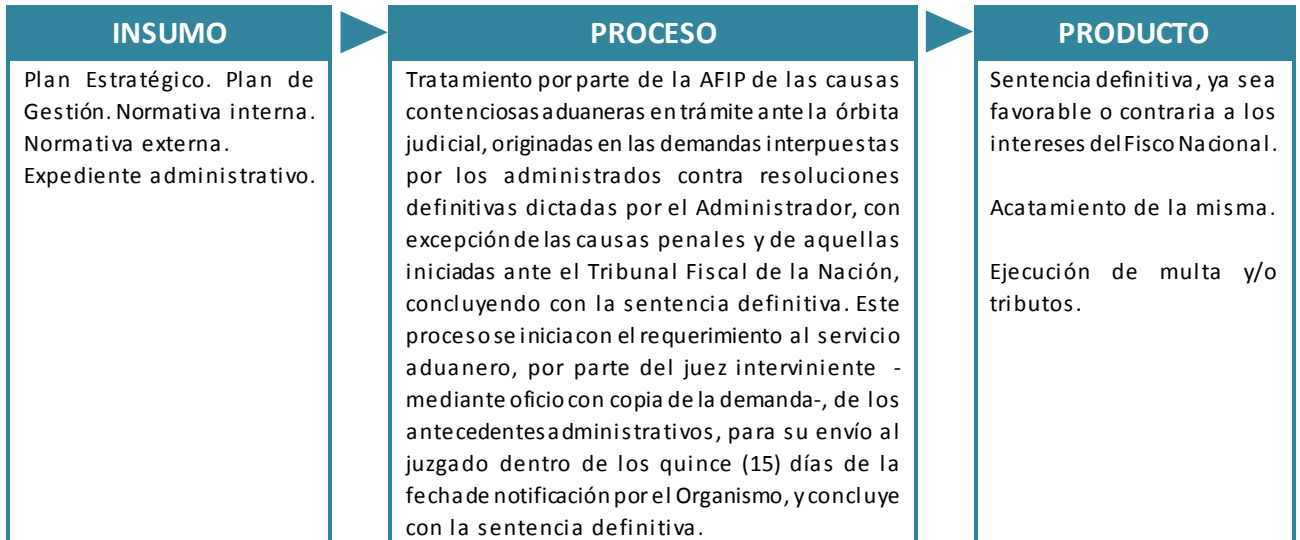 INSUMO
Plan Estratégico. Plan de
Gestión. Normativa interna.
Normativa externa.
Expediente administrativo.
PROCESO
Tratamiento por parte de la AFIP de las causas
contenciosas aduaneras en trámite ante la órbita
judicial, originadas en las demandas interpuestas
por los administrados contra resoluciones
definitivas dictadas por el Administrador, con
excepción de las causas penales y de aquellas
iniciadas ante el Tribunal Fiscal de la Nación,
concluyendo con la sentencia definitiva. Este
proceso se inicia con el requerimiento al servicio
aduanero, por parte del juez interviniente -
mediante oficio con copia de la demanda-, de los
antecedentes administrativos, para su envío al
juzgado dentro de los quince (15) días de la
fecha de notificación por el Organismo, y concluye
con la sentencia definitiva.
PRODUCTO
Sentencia definitiva, ya sea
favorable o contraria a los
intereses del Fisco Nacional.
Acatamiento de la misma.
Ejecución de multa y/o
tributos.